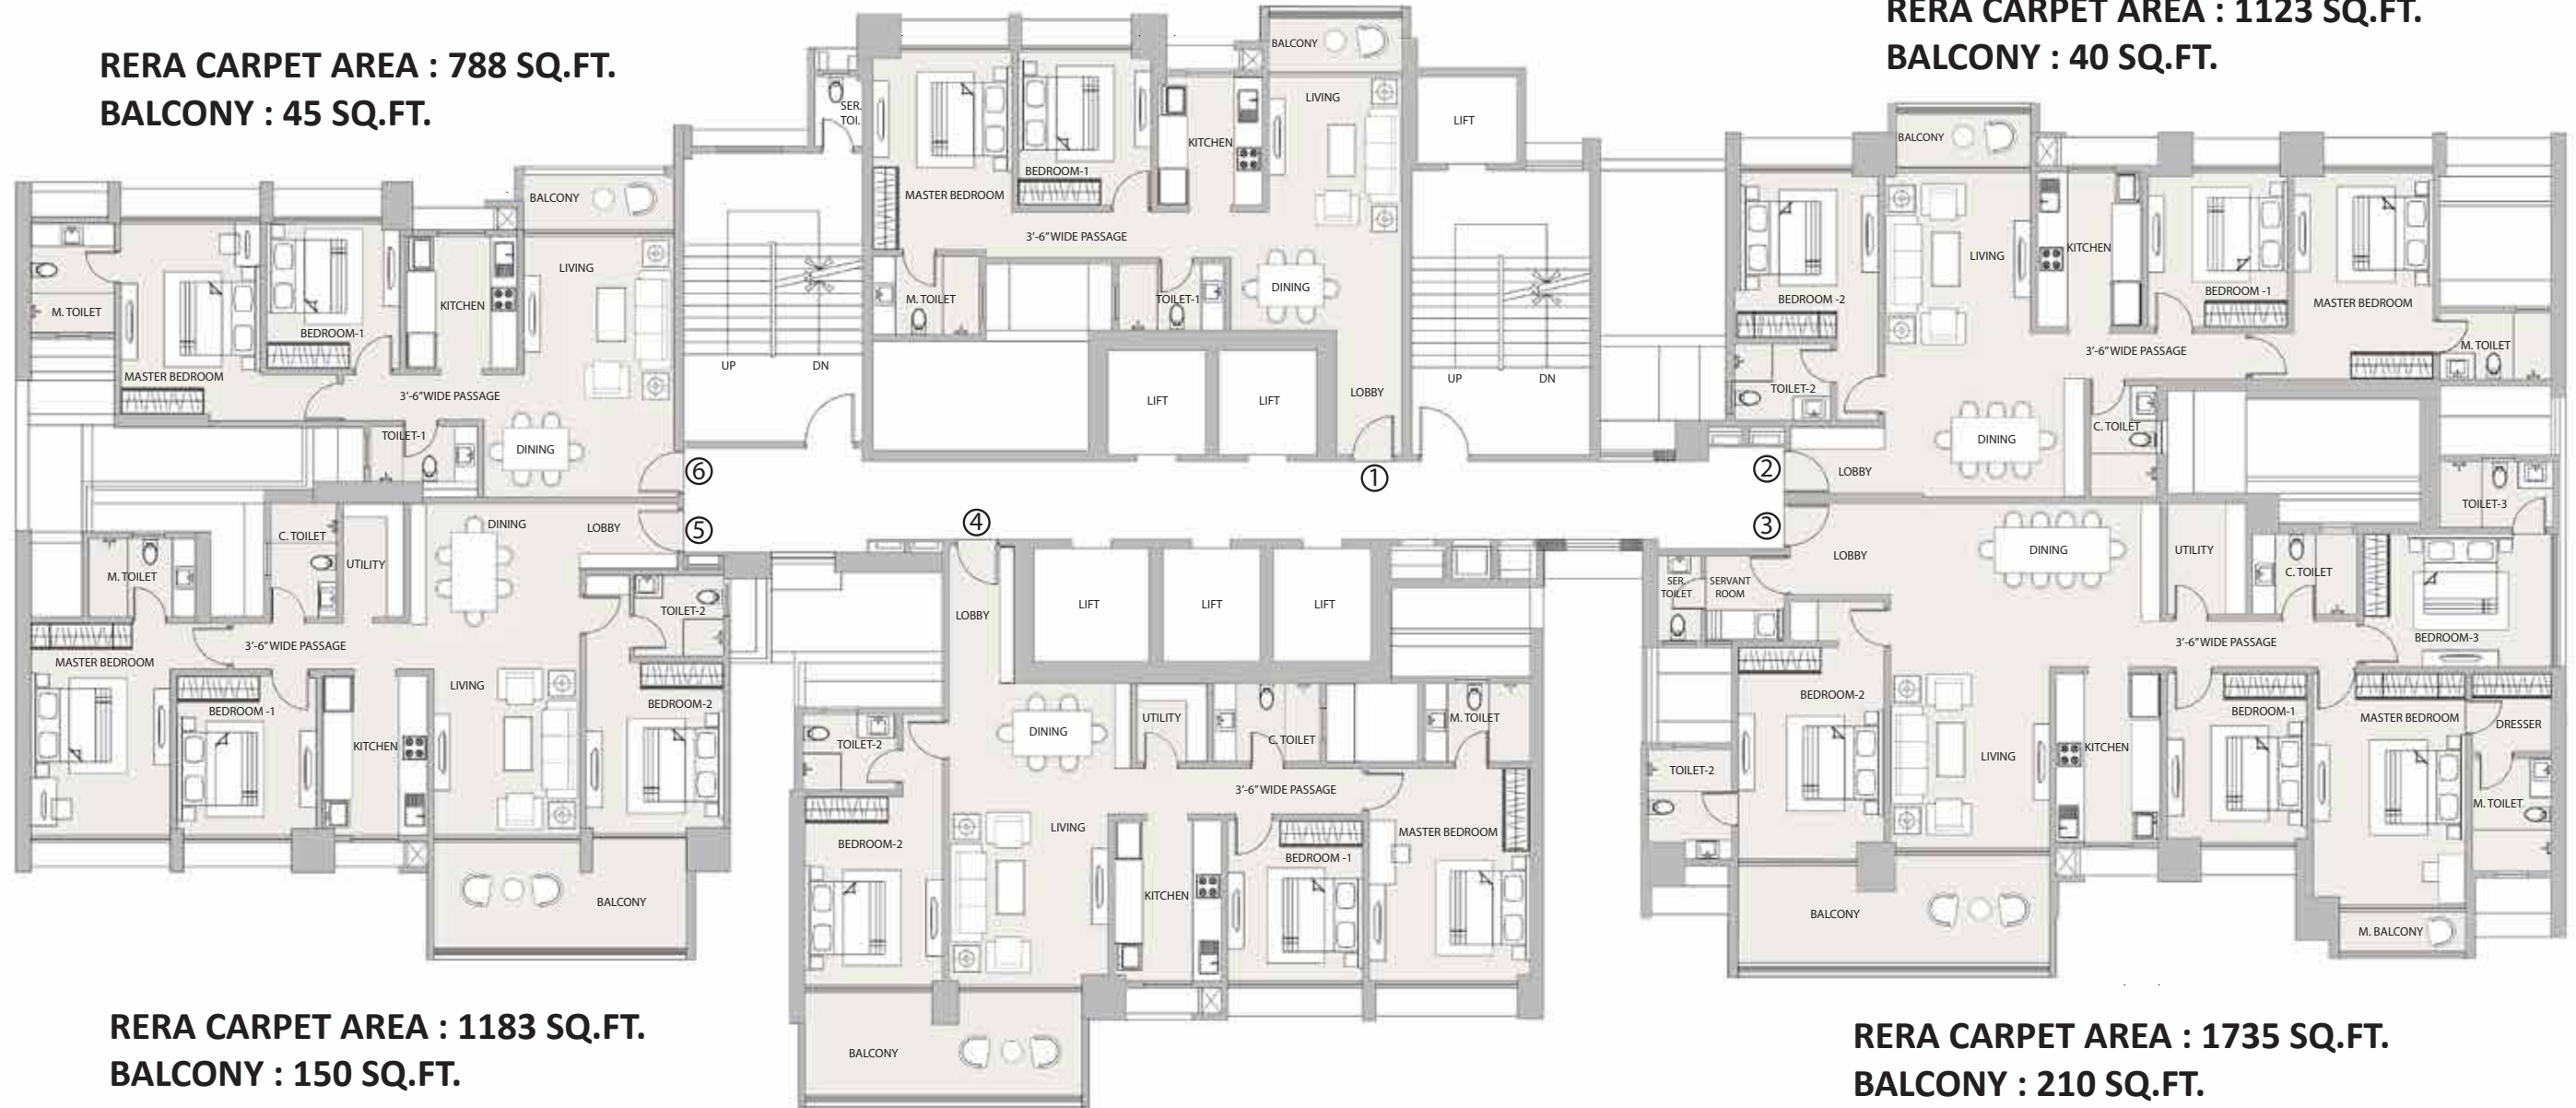 RERA CARPET AREA : 788 SQ.FT.
BALCONY : 45 SQ.FT.
RERA CARPET AREA : 1123 SQ.FT.
BALCONY : 40 SQ.FT.
BALCONY
M. TOILET
MASTER BEDROOM
BEDROOM-1
KITCHEN
LIVING
3'-6"WIDE PASSAGE
TOILET-1
DINING
⑥
UP
DN
SER.
TOI.
MASTER BEDROOM
BEDROOM-1
KITCHEN
BALCONY
LIVING
3'-6"WIDE PASSAGE
M. TOILET
TOILET-1
DINING
LIFT
LIFT
LOBBY
①
LIFT
UP
DN
BALCONY
BEDROOM -2
LIVING
KITCHEN
BEDROOM -1
MASTER BEDROOM
3'-6"WIDE PASSAGE
M. TOILET
TOILET-2
DINING
C. TOILET
②
LOBBY
⑤
LOBBY
DINING
C. TOILET
UTILITY
M. TOILET
TOILET-2
3'-6"WIDE PASSAGE
MASTER BEDROOM
BEDROOM -1
LIVING
BEDROOM-2
KITCHEN
BALCONY
④
LOBBY
LIFT
LIFT
LIFT
TOILET-2
DINING
UTILITY
C. TOILET
M. TOILET
3'-6"WIDE PASSAGE
BEDROOM-2
LIVING
KITCHEN
BEDROOM -1
MASTER BEDROOM
BALCONY
③
LOBBY
DINING
UTILITY
C. TOILET
TOILET-3
SER.
TOILET
SERVANT
ROOM
BEDROOM-3
3'-6"WIDE PASSAGE
BEDROOM-2
BEDROOM-1
MASTER BEDROOM
DRESSER
TOILET-2
LIVING
KITCHEN
M. TOILET
BALCONY
M. BALCONY
RERA CARPET AREA : 1183 SQ.FT.
BALCONY : 150 SQ.FT.
RERA CARPET AREA : 1735 SQ.FT.
BALCONY : 210 SQ.FT.